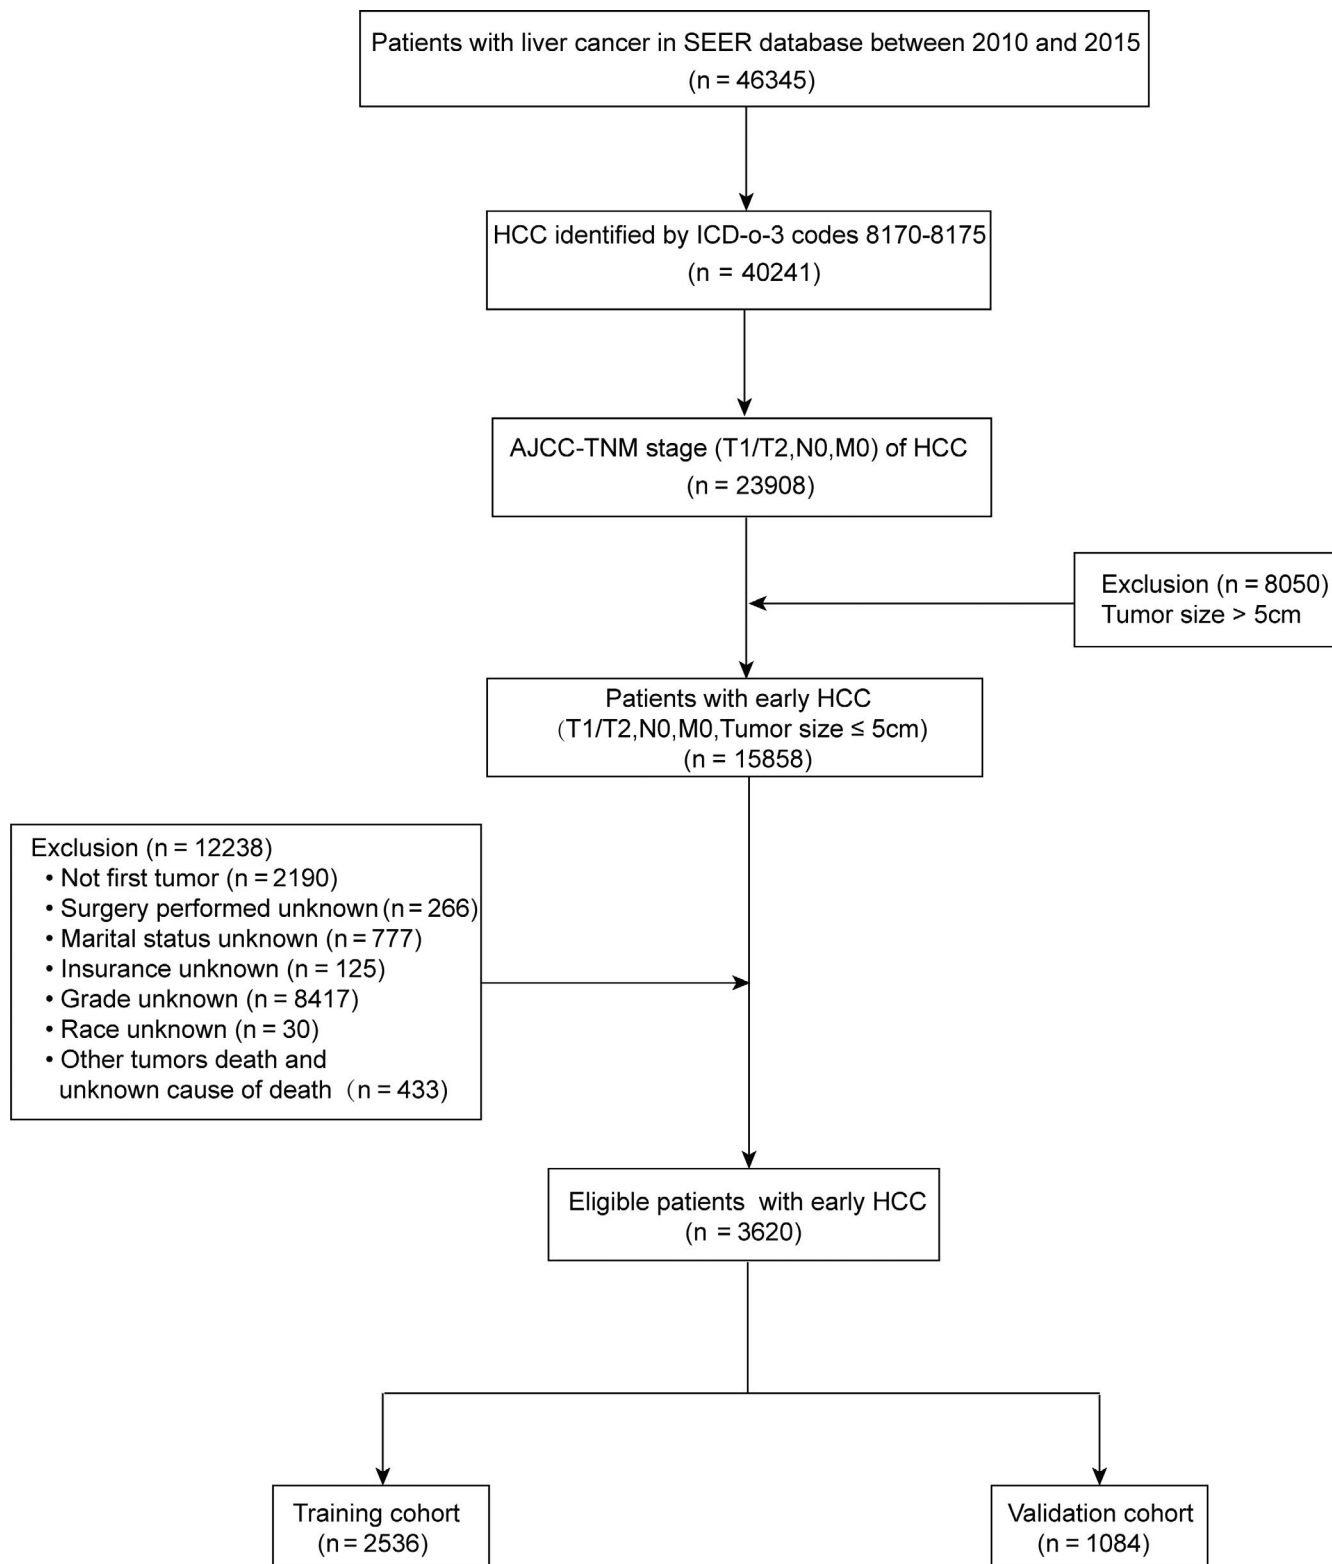 Patients with liver cancer in SEER database between 2010 and 2015
(n = 46345)
HCC identified by ICD-o-3 codes 8170-8175
(n = 40241)
AJCC-TNM stage (T1/T2,N0,M0) of HCC
(n = 23908)
Exclusion (n = 8050)
Tumor size > 5cm
Patients with early HCC
(T1/T2,N0,M0,Tumor size ≤ 5cm)
(n = 15858)
Exclusion (n = 12238)
• Not first tumor (n = 2190)
• Surgery performed unknown (n = 266)
• Marital status unknown (n = 777)
• Insurance unknown (n = 125)
• Grade unknown (n = 8417)
• Race unknown (n = 30)
• Other tumors death and
unknown cause of death (n = 433)
Eligible patients with early HCC
(n = 3620)
Training cohort
(n = 2536)
Validation cohort
(n = 1084)